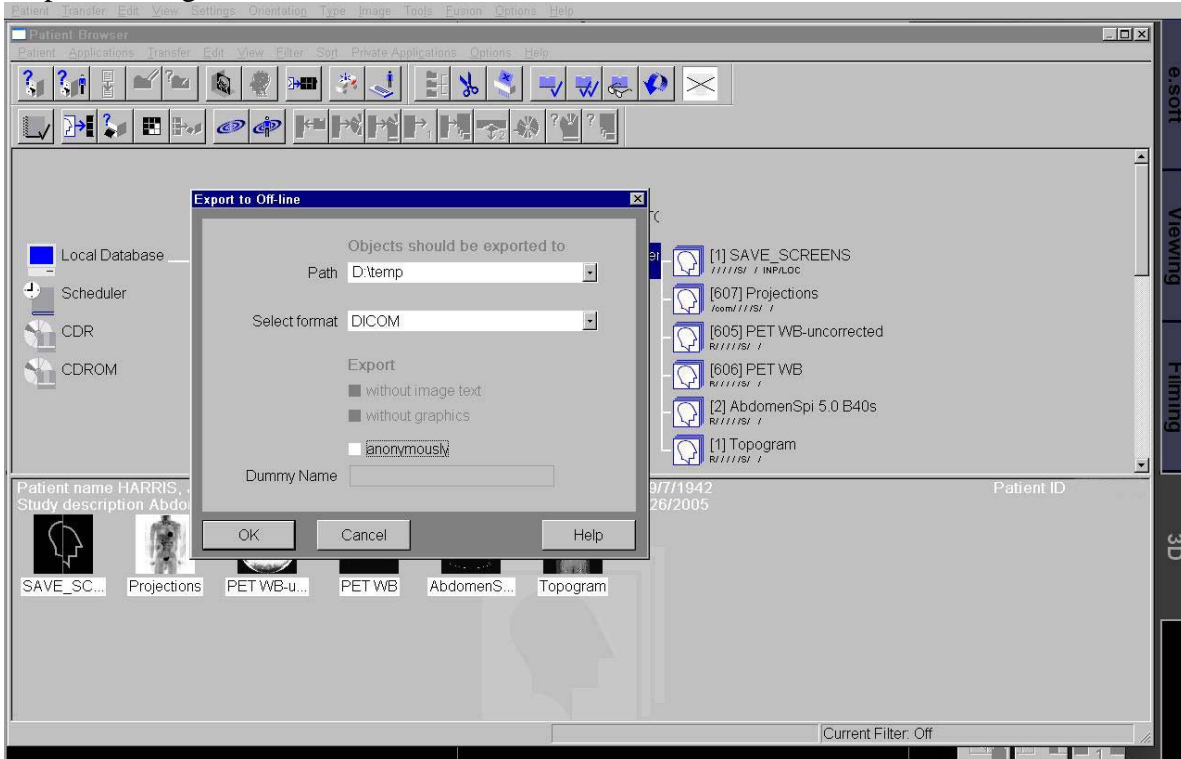 Patient Transfer Edit View Settings Orientation Type Image Tools Fusion Options Help
Patient Browser
Patient Applications Transfer Edit View Filter Sort Private Applications Options Help
e.soft
Viewing
Filming
3D
Export to Off-line
Objects should be exported to
Path D:\temp
Select format DICOM
Export
without image text
without graphics
anonymously
Dummy Name
OK Cancel Help
Local Database
Scheduler
CDR
CDROM
[1] SAVE_SCREENS
/////S/ / INP/LOC
[607] Projections
/com////S/ /
[605] PET WB-uncorrected
R/////S/ /
[606] PET WB
R/////S/ /
[2] AbdomenSpi 5.0 B40s
R/////S/ /
[1] Topogram
R/////S/ /
Patient name HARRIS, 9/7/1942 Patient ID
Study description Abdo 26/2005
SAVE_SC... Projections PET WB-u... PET WB AbdomenS... Topogram
Current Filter: Off
1